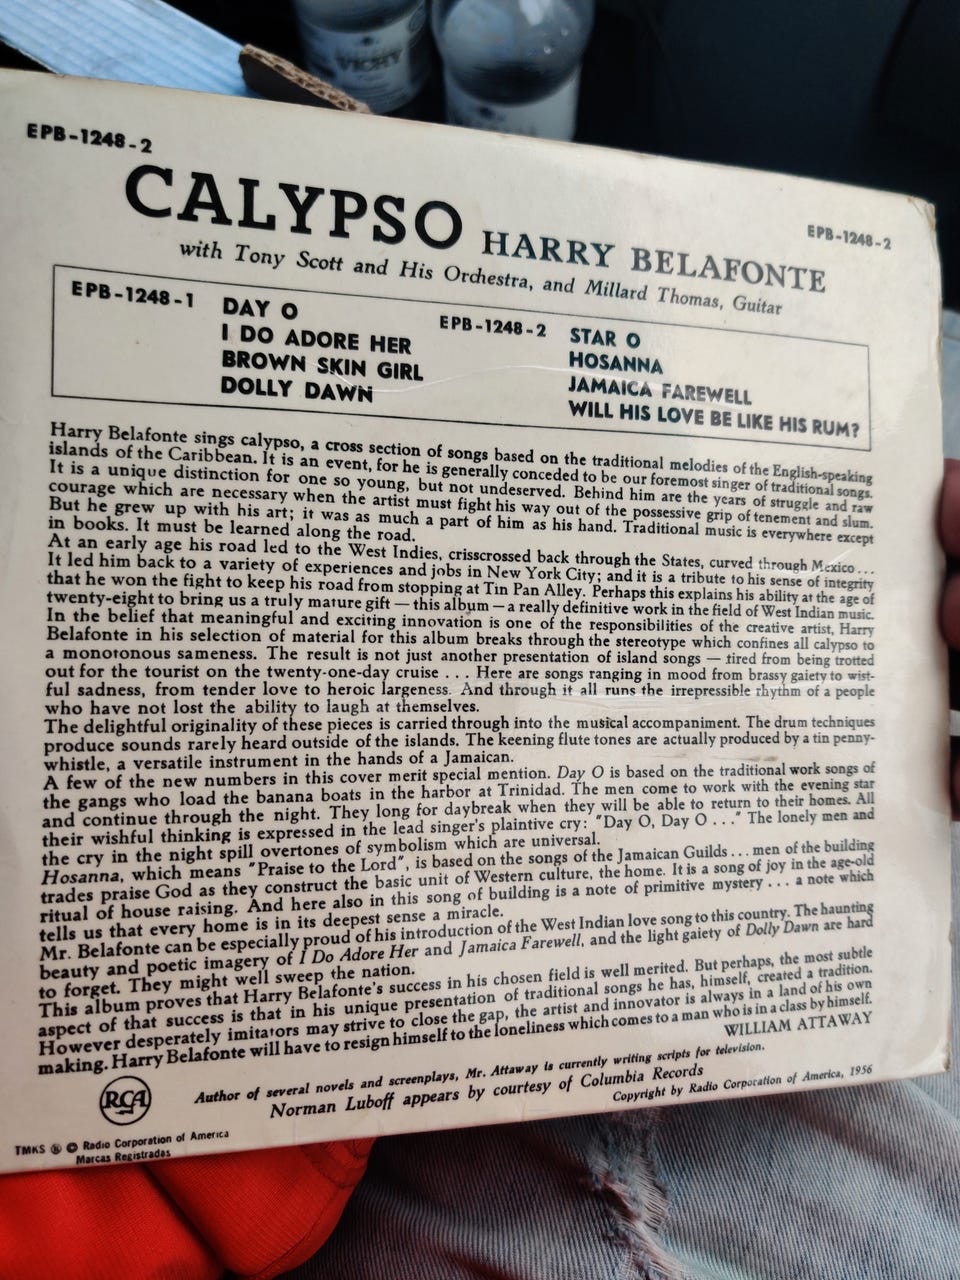 VICHY
EPB-1248-2
CALYPSO HARRY BELAFONTE
EPB-1248-2
with Tony Scott and His Orchestra, and Millard Thomas, Guitar
EPB-1248-1
DAY O
I DO ADORE HER
BROWN SKIN GIRL
DOLLY DAWN
EPB-1248-2
STAR O
HOSANNA
JAMAICA FAREWELL
WILL HIS LOVE BE LIKE HIS RUM?
Harry Belafonte sings calypso, a cross section of songs based on the traditional melodies of the English-speaking
islands of the Caribbean. It is an event, for he is generally conceded to be our foremost singer of traditional songs.
It is a unique distinction for one so young, but not undeserved. Behind him are the years of struggle and raw
courage which are necessary when the artist must fight his way out of the possessive grip of tenement and slum.
But he grew up with his art; it was as much a part of him as his hand. Traditional music is everywhere except
in books. It must be learned along the road.
At an early age his road led to the West Indies, crisscrossed back through the States, curved through Mexico ...
It led him back to a variety of experiences and jobs in New York City; and it is a tribute to his sense of integrity
that he won the fight to keep his road from stopping at Tin Pan Alley. Perhaps this explains his ability at the age of
twenty-eight to bring us a truly mature gift — this album — a really definitive work in the field of West Indian music.
In the belief that meaningful and exciting innovation is one of the responsibilities of the creative artist, Harry
Belafonte in his selection of material for this album breaks through the stereotype which confines all calypso to
a monotonous sameness. The result is not just another presentation of island songs — tired from being trotted
out for the tourist on the twenty-one-day cruise ... Here are songs ranging in mood from brassy gaiety to wist-
ful sadness, from tender love to heroic largeness. And through it all runs the irrepressible rhythm of a people
who have not lost the ability to laugh at themselves.
The delightful originality of these pieces is carried through into the musical accompaniment. The drum techniques
produce sounds rarely heard outside of the islands. The keening flute tones are actually produced by a tin penny-
whistle, a versatile instrument in the hands of a Jamaican.
A few of the new numbers in this cover merit special mention. Day O is based on the traditional work songs of
the gangs who load the banana boats in the harbor at Trinidad. The men come to work with the evening star
and continue through the night. They long for daybreak when they will be able to return to their homes. All
their wishful thinking is expressed in the lead singer's plaintive cry: "Day O, Day O ..." The lonely men and
the cry in the night spill overtones of symbolism which are universal.
Hosanna, which means "Praise to the Lord", is based on the songs of the Jamaican Guilds ... men of the building
trades praise God as they construct the basic unit of Western culture, the home. It is a song of joy in the age-old
ritual of house raising. And here also in this song of building is a note of primitive mystery ... a note which
tells us that every home is in its deepest sense a miracle.
Mr. Belafonte can be especially proud of his introduction of the West Indian love song to this country. The haunting
beauty and poetic imagery of I Do Adore Her and Jamaica Farewell, and the light gaiety of Dolly Dawn are hard
to forget. They might well sweep the nation.
This album proves that Harry Belafonte's success in his chosen field is well merited. But perhaps, the most subtle
aspect of that success is that in his unique presentation of traditional songs he has, himself, created a tradition.
However desperately imitators may strive to close the gap, the artist and innovator is always in a land of his own
making. Harry Belafonte will have to resign himself to the loneliness which comes to a man who is in a class by himself.
WILLIAM ATTAWAY
Author of several novels and screenplays, Mr. Attaway is currently writing scripts for television.
Norman Luboff appears by courtesy of Columbia Records
Copyright by Radio Corporation of America, 1956
RCA
TMKS ® © Radio Corporation of America
Marcas Registradas